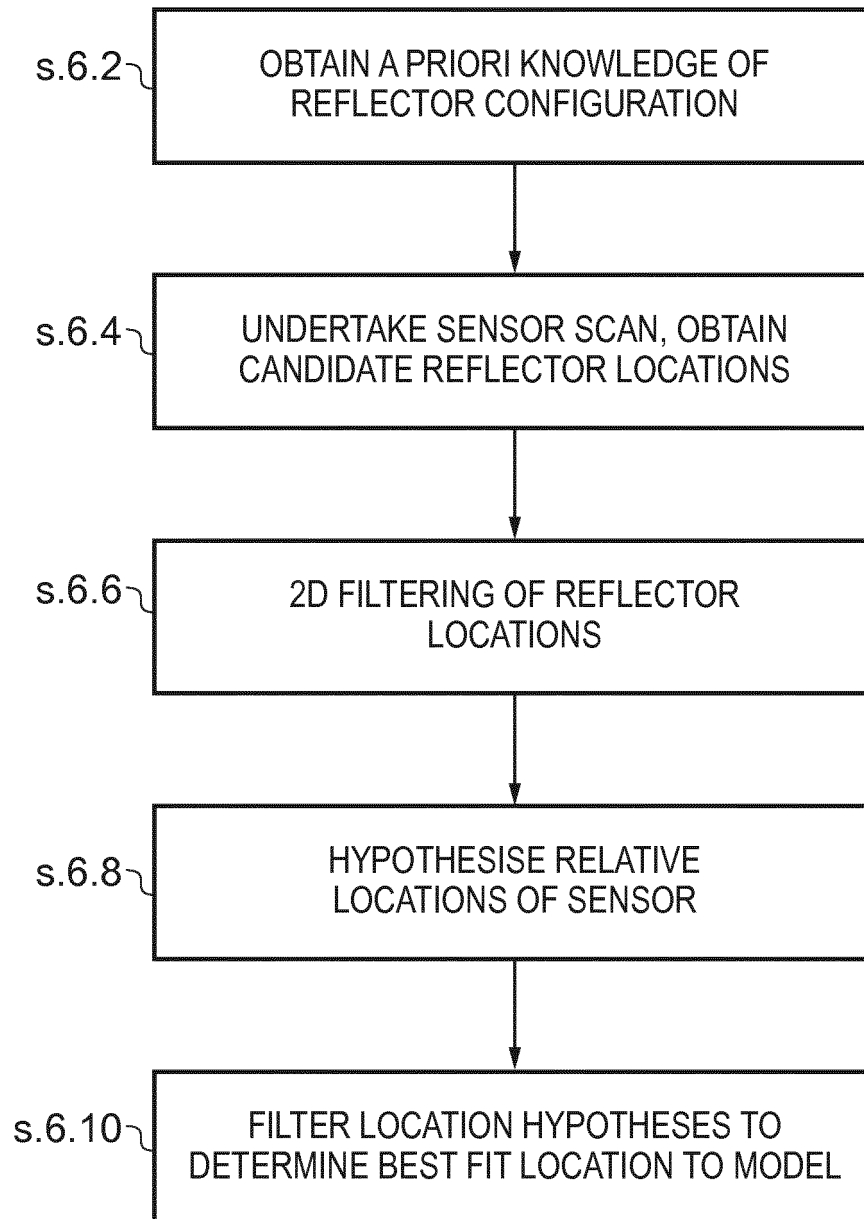 s.6.2
OBTAIN A PRIORI KNOWLEDGE OF
REFLECTOR CONFIGURATION
s.6.4
UNDERTAKE SENSOR SCAN, OBTAIN
CANDIDATE REFLECTOR LOCATIONS
s.6.6
2D FILTERING OF REFLECTOR
LOCATIONS
s.6.8
HYPOTHESISE RELATIVE
LOCATIONS OF SENSOR
s.6.10
FILTER LOCATION HYPOTHESES TO
DETERMINE BEST FIT LOCATION TO MODEL